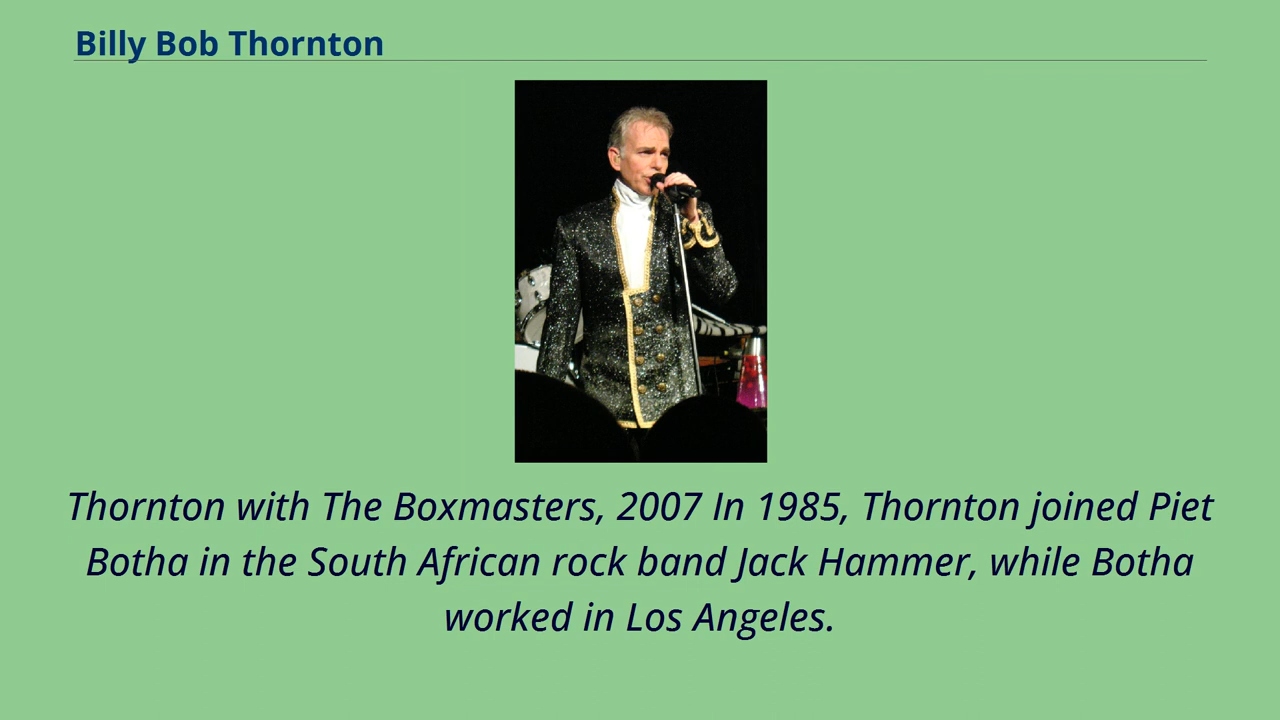 Billy Bob Thornton
Thornton with The Boxmasters, 2007 In 1985, Thornton joined Piet
Botha in the South African rock band Jack Hammer, while Botha
worked in Los Angeles.